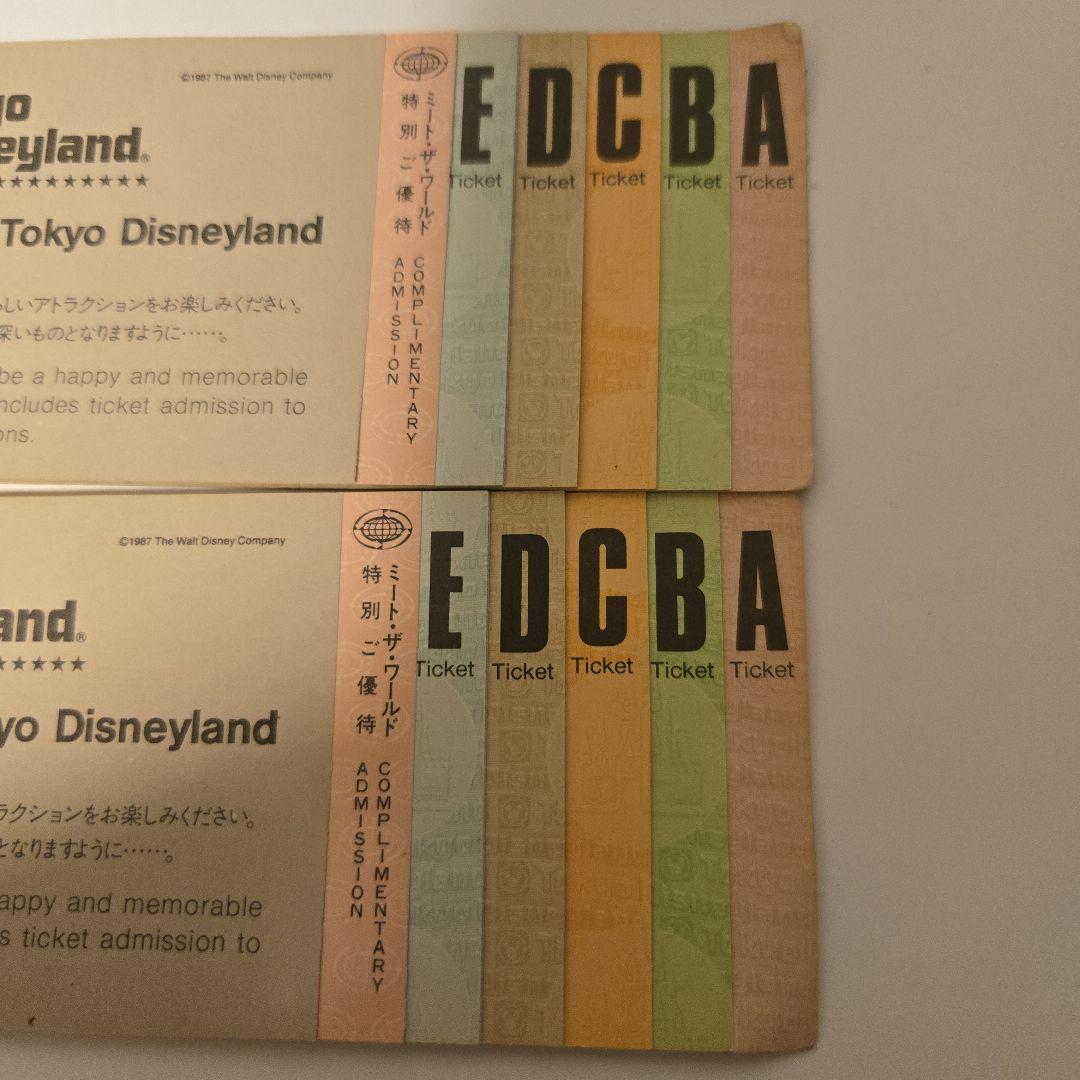 ©1987 The Walt Disney Company
yo
eyland®
★★★★★★★★★★
Tokyo Disneyland
しいアトラクションをお楽しみください。
深いものとなりますように……。
be a happy and memorable
ncludes ticket admission to
ons.
ミート・ザ・ワールド
特別ご優待
COMPLIMENTARY
ADMISSION
E
Ticket
D
Ticket
C
Ticket
B
Ticket
A
Ticket
©1987 The Walt Disney Company
and®
★★★★★
yo Disneyland
ラクションをお楽しみください。
となりますように……。
appy and memorable
s ticket admission to
ミート・ザ・ワールド
特別ご優待
COMPLIMENTARY
ADMISSION
E
Ticket
D
Ticket
C
Ticket
B
Ticket
A
Ticket